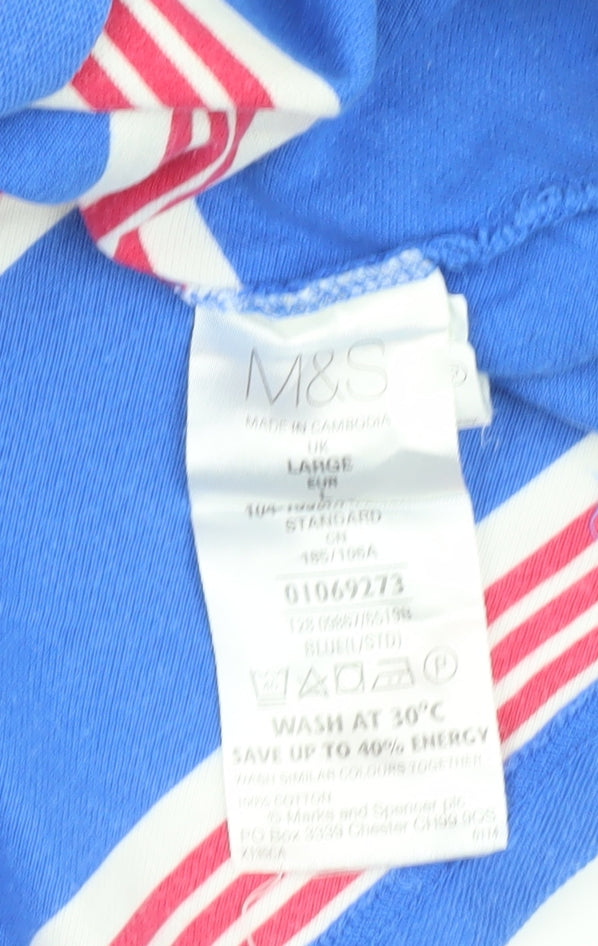 M&S
®
MADE IN CAMBODIA
UK
LARGE
EUR
L
STANDARD
CN
185/106A
01069273
BLUE(L/STD)
40
P
WASH AT 30°C
SAVE UP TO 40% ENERGY
WASH SIMILAR COLOURS TOGETHER
100% COTTON
© Marks and Spencer plc
PO Box 3339 Chester CH99 9QS